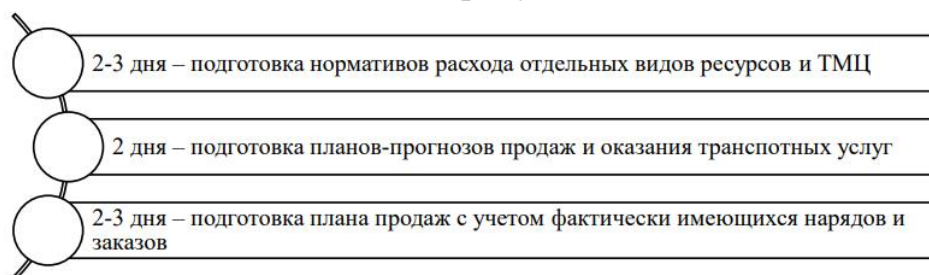 2-3 дня – подготовка нормативов расхода отдельных видов ресурсов и ТМЦ
2 дня – подготовка планов-прогнозов продаж и оказания транспотных услуг
2-3 дня – подготовка плана продаж с учетом фактически имеющихся нарядов и
заказов